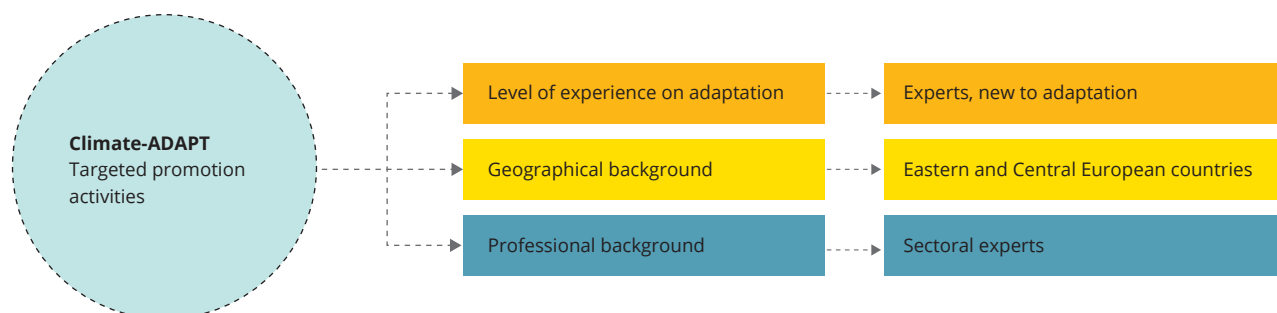 Climate-ADAPT
Targeted promotion
activities
Level of experience on adaptation
Experts, new to adaptation
Geographical background
Eastern and Central European countries
Professional background
Sectoral experts